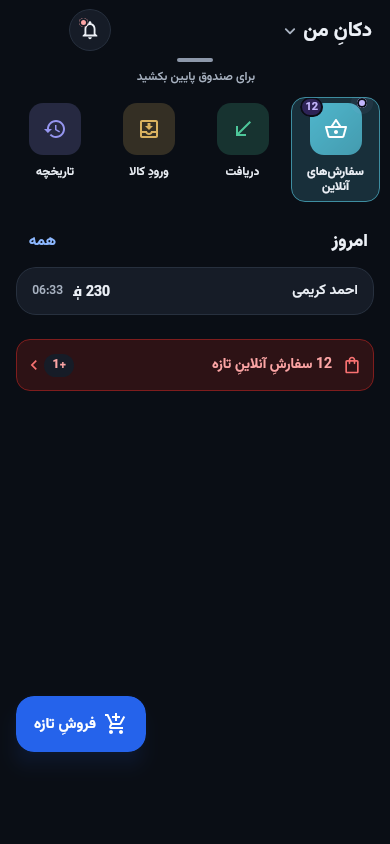 دکانِ من
برای صندوق پایین بکشید
12
سفارش‌های آنلاین
دریافت
ورودِ کالا
تاریخچه
امروز
همه
احمد کریمی
230 ؋
06:33
12 سفارشِ آنلاینِ تازه
+1
فروشِ تازه